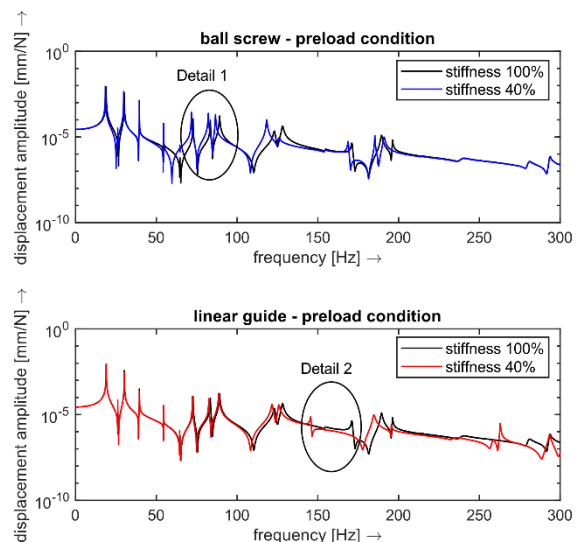 ball screw - preload condition
displacement amplitude [mm/N] →
10^0
10^-5
10^-10
Detail 1
stiffness 100%
stiffness 40%
0 50 100 150 200 250 300
frequency [Hz] →
linear guide - preload condition
displacement amplitude [mm/N] →
10^0
10^-5
10^-10
Detail 2
stiffness 100%
stiffness 40%
0 50 100 150 200 250 300
frequency [Hz] →